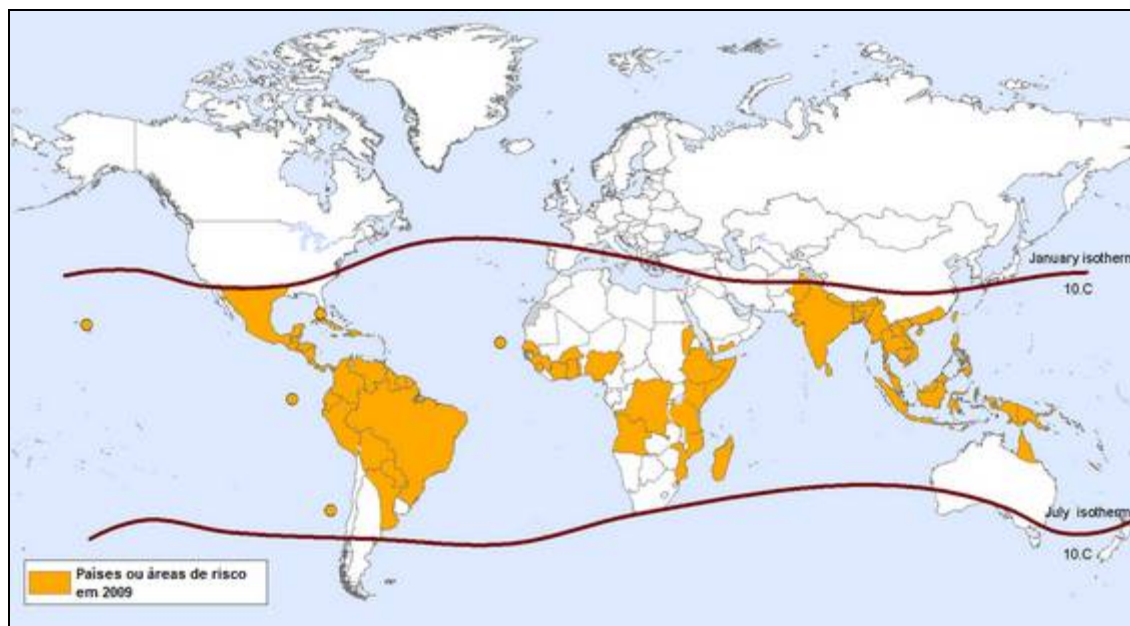 January isotherm
10.C
July isotherm
10.C
Países ou áreas de risco
em 2009